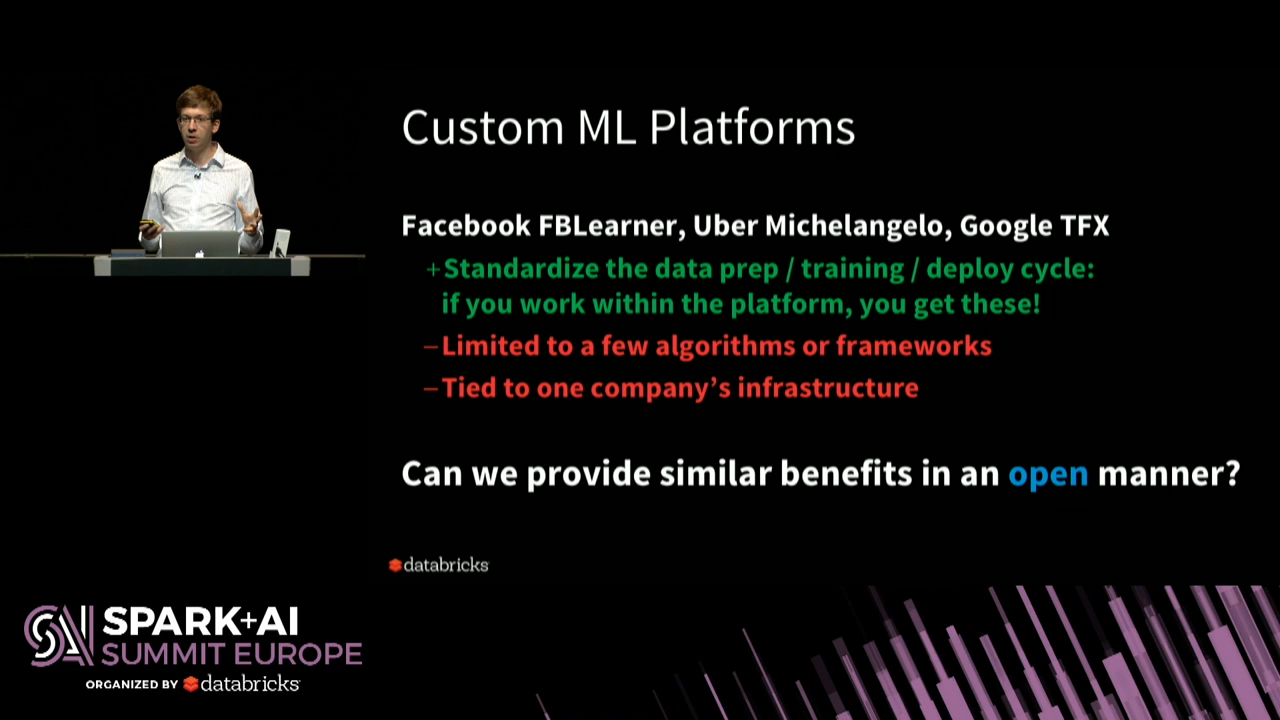 Custom ML Platforms
Facebook FBLearner, Uber Michelangelo, Google TFX
+Standardize the data prep / training / deploy cycle:
if you work within the platform, you get these!
–Limited to a few algorithms or frameworks
–Tied to one company’s infrastructure
Can we provide similar benefits in an open manner?
databricks
SPARK+AI
SUMMIT EUROPE
ORGANIZED BY databricks